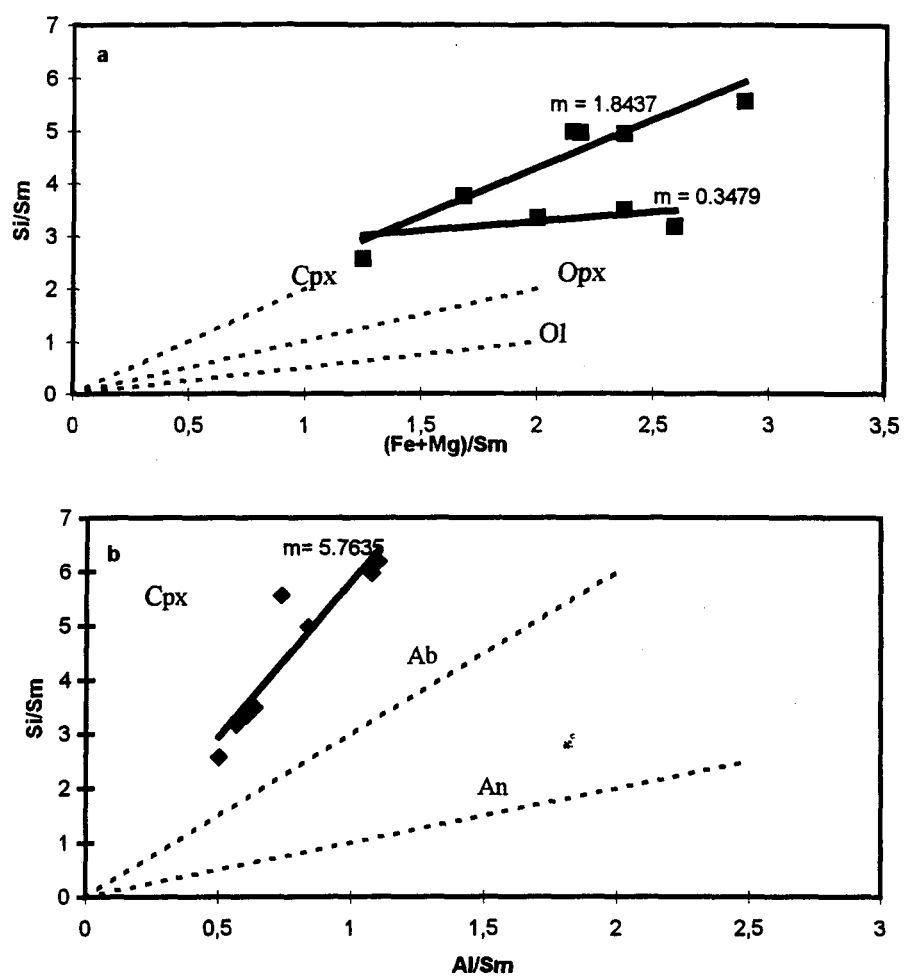 7
a
6
m = 1.8437
5
4
m = 0.3479
Si/Sm
3
Cpx
Opx
2
Ol
1
0
0 0,5 1 1,5 2 2,5 3 3,5
(Fe+Mg)/Sm
7
b
m= 5.7635
6
Cpx
5
Ab
4
Si/Sm
3
2
An
1
0
0 0,5 1 1,5 2 2,5 3
Al/Sm